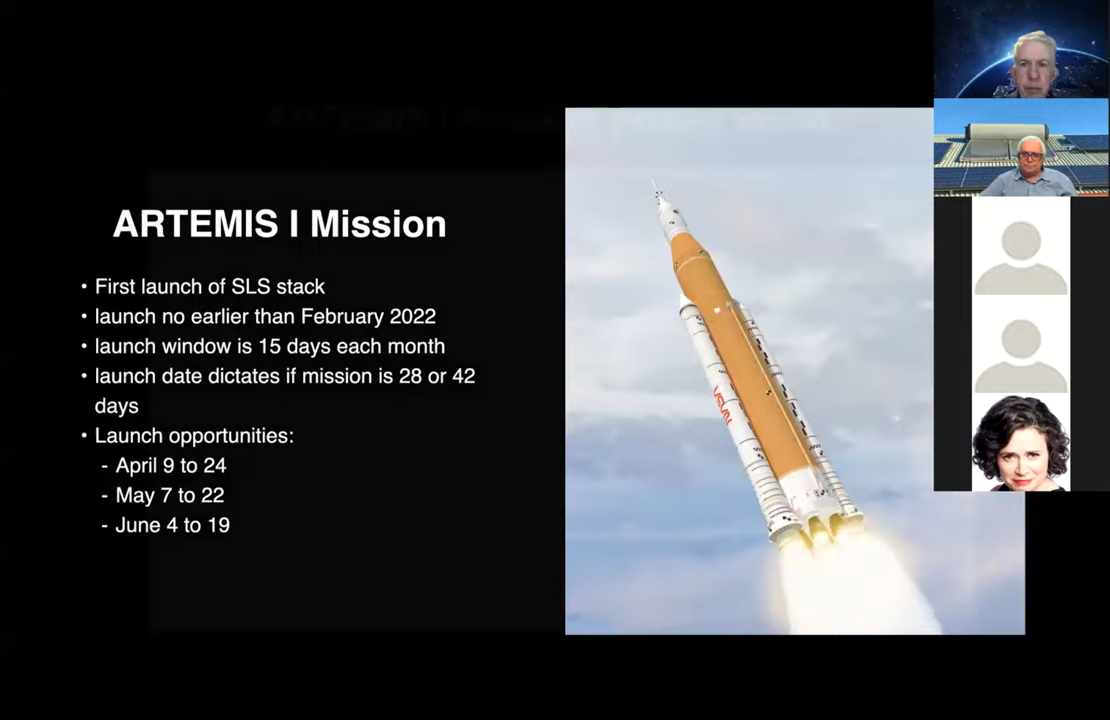 ARTEMIS I Mission
• First launch of SLS stack
• launch no earlier than February 2022
• launch window is 15 days each month
• launch date dictates if mission is 28 or 42
days
• Launch opportunities:
- April 9 to 24
- May 7 to 22
- June 4 to 19
NASA